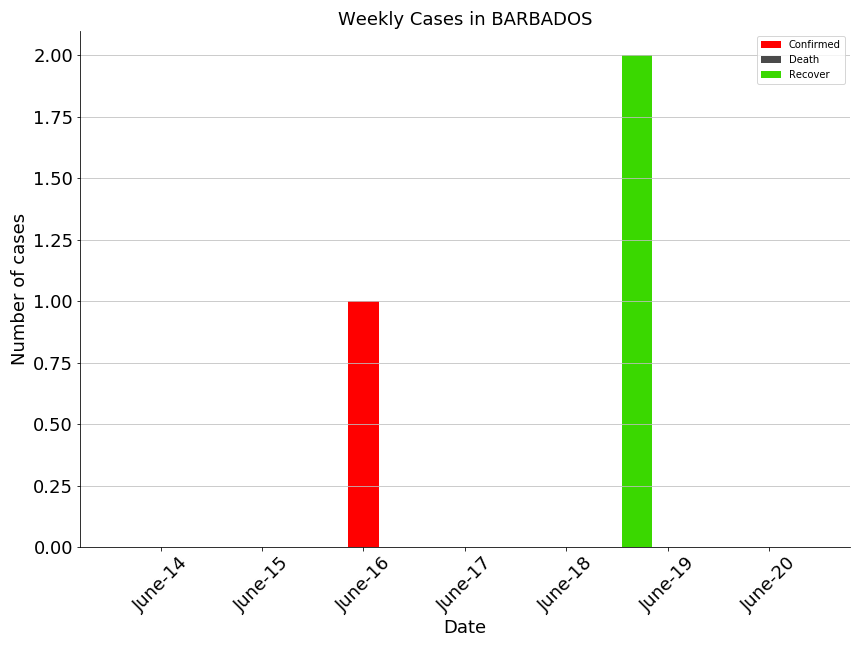 Weekly Cases in BARBADOS
Confirmed
Death
Recover
Number of cases
2.00
1.75
1.50
1.25
1.00
0.75
0.50
0.25
0.00
June-14
June-15
June-16
June-17
June-18
June-19
June-20
Date